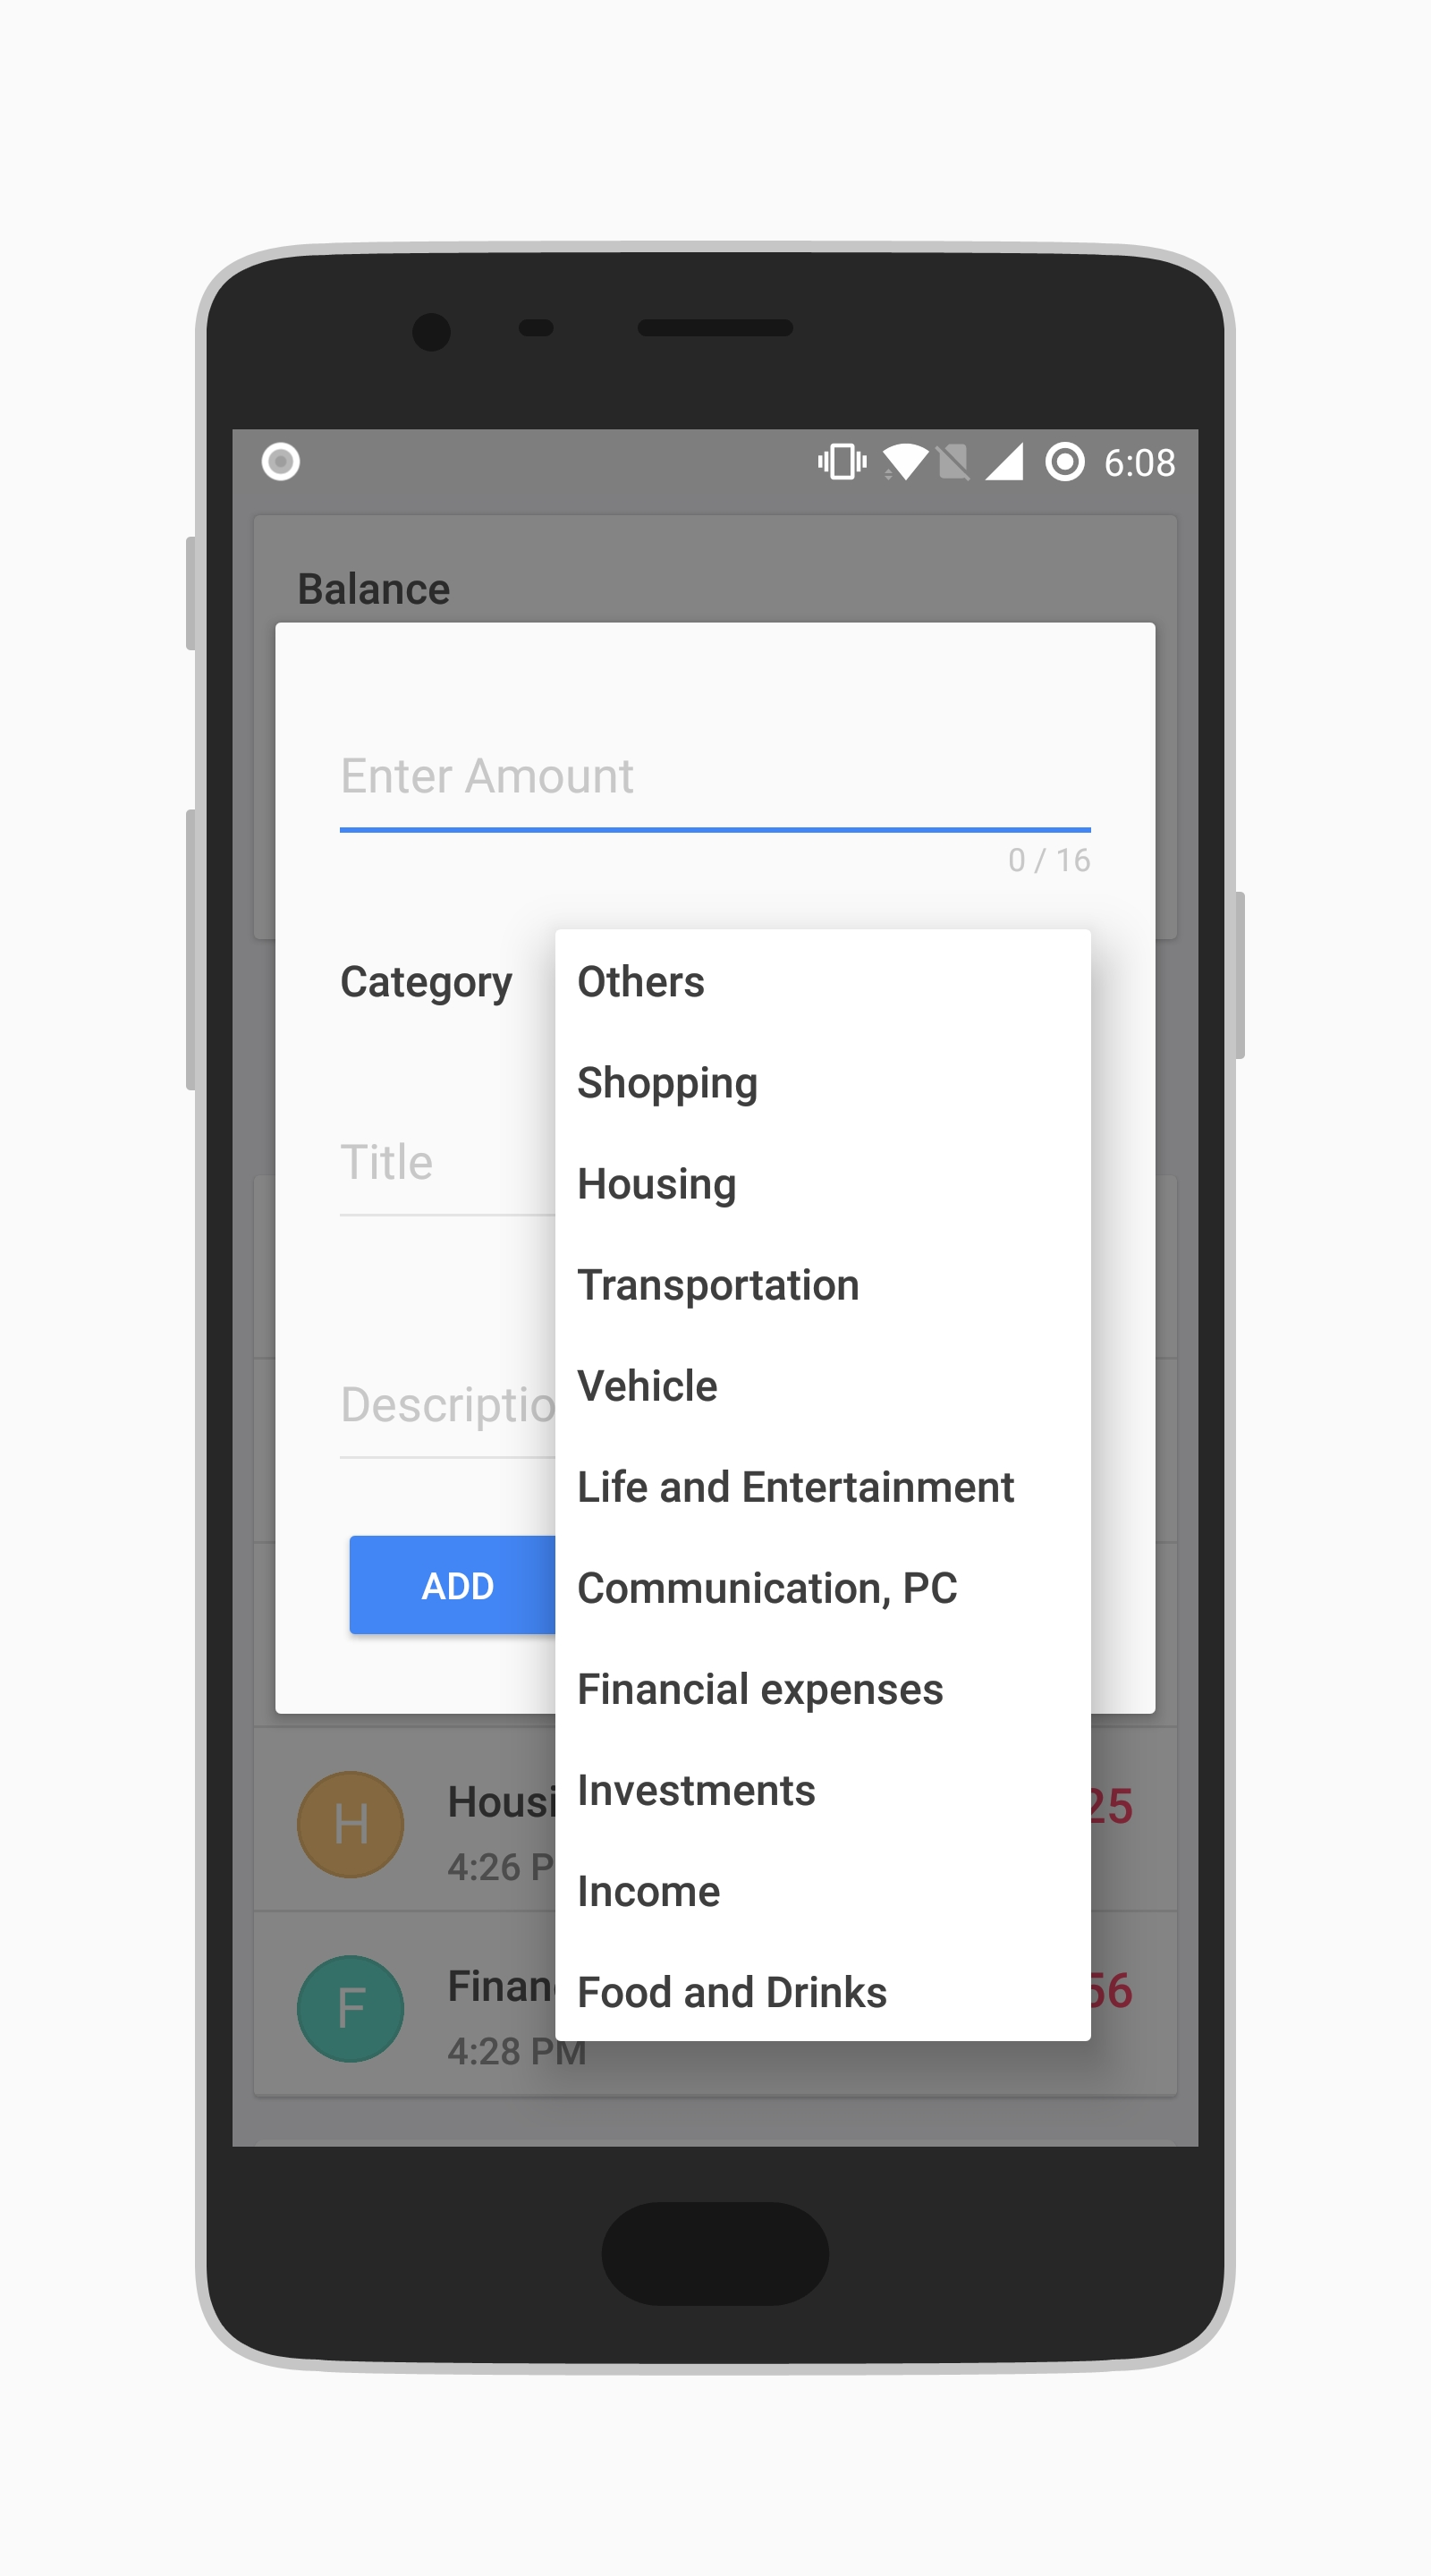 6:08
Balance
Enter Amount
0 / 16
Category
Others
Shopping
Housing
Transportation
Vehicle
Life and Entertainment
Communication, PC
Financial expenses
Investments
Income
Food and Drinks
Title
Descriptio
ADD
H
Housi
25
4:26 P
F
Finan
56
4:28 PM